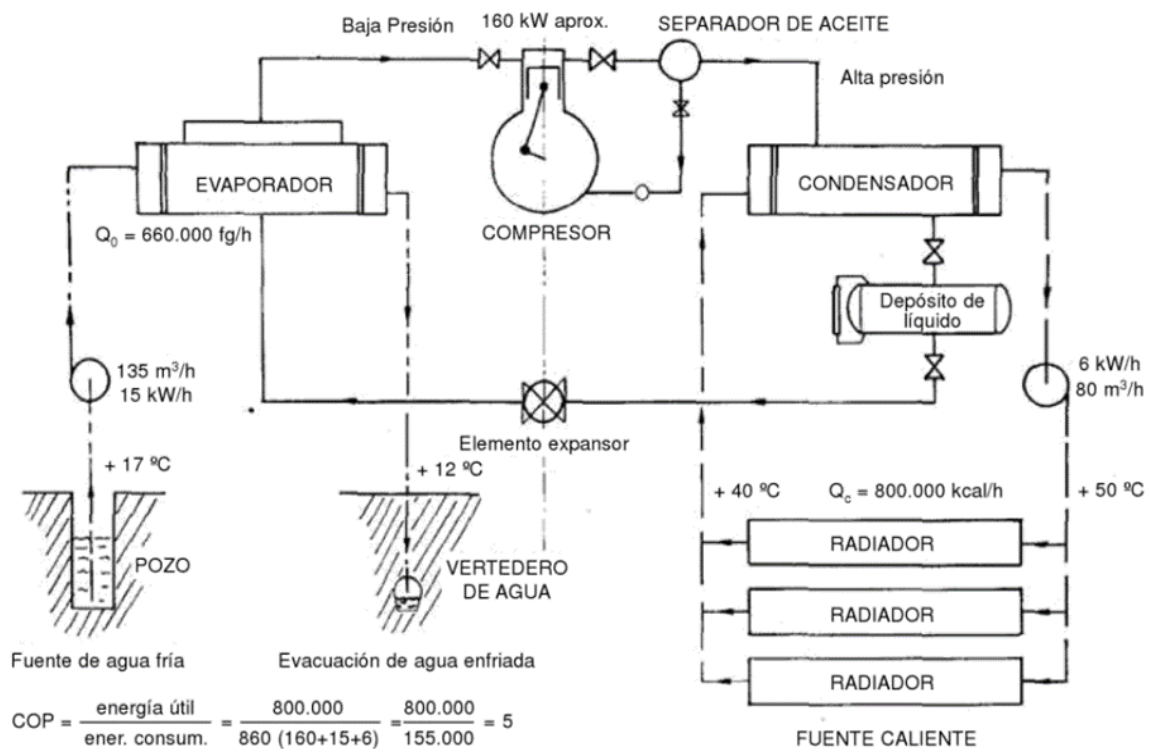 Baja Presión
160 kW aprox.
SEPARADOR DE ACEITE
Alta presión
EVAPORADOR
CONDENSADOR
Q₀ = 660.000 fg/h
COMPRESOR
Depósito de
líquido
135 m³/h
15 kW/h
6 kW/h
80 m³/h
Elemento expansor
+ 17 ºC
+ 12 ºC
+ 40 ºC
Q꜀ = 800.000 kcal/h
+ 50 ºC
RADIADOR
POZO
VERTEDERO
DE AGUA
RADIADOR
RADIADOR
Fuente de agua fría
Evacuación de agua enfriada
COP = energía útil / ener. consum. = 800.000 / 860 (160+15+6) = 800.000 / 155.000 = 5
FUENTE CALIENTE